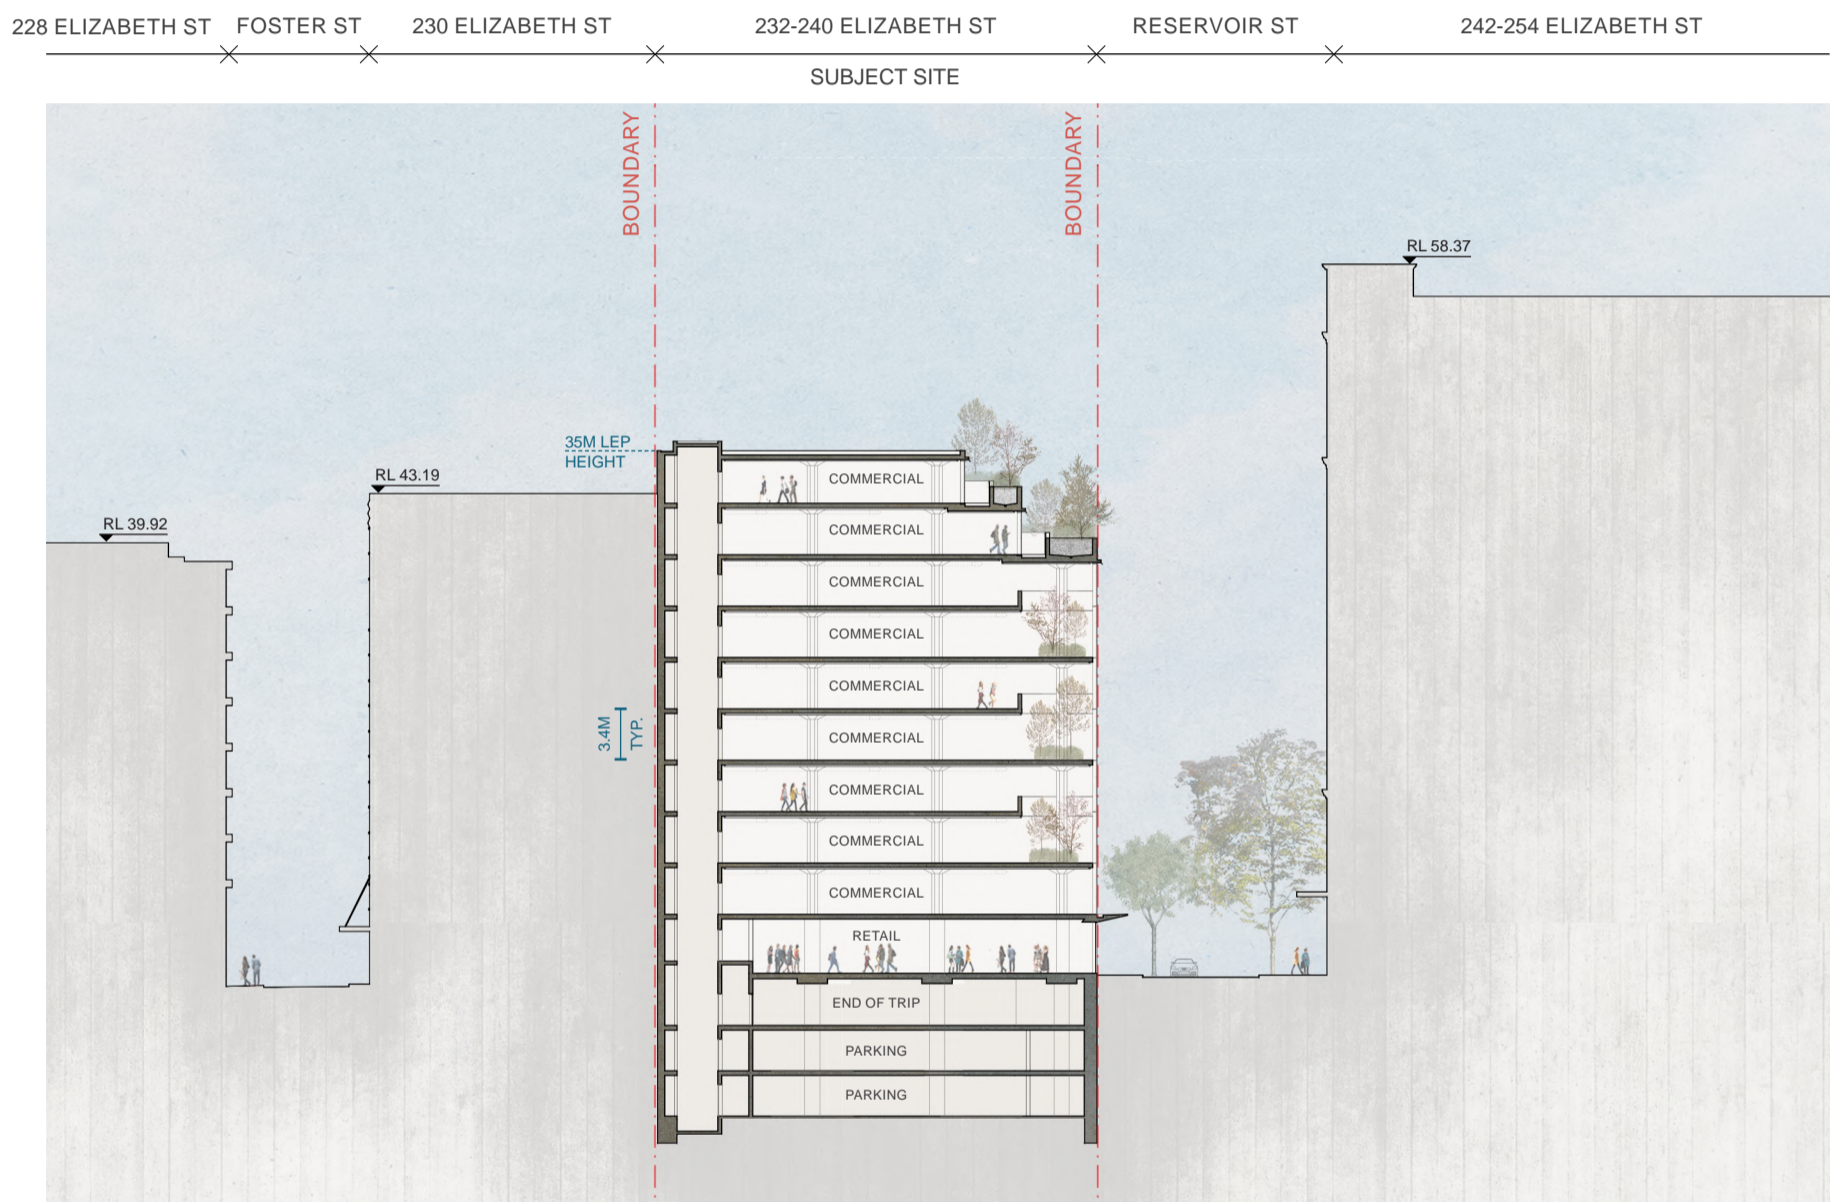 228 ELIZABETH ST
FOSTER ST
230 ELIZABETH ST
232-240 ELIZABETH ST
RESERVOIR ST
242-254 ELIZABETH ST
SUBJECT SITE
BOUNDARY
BOUNDARY
RL 58.37
35M LEP
HEIGHT
RL 43.19
RL 39.92
COMMERCIAL
COMMERCIAL
COMMERCIAL
COMMERCIAL
COMMERCIAL
3.4M
TYP.
COMMERCIAL
COMMERCIAL
COMMERCIAL
COMMERCIAL
RETAIL
END OF TRIP
PARKING
PARKING